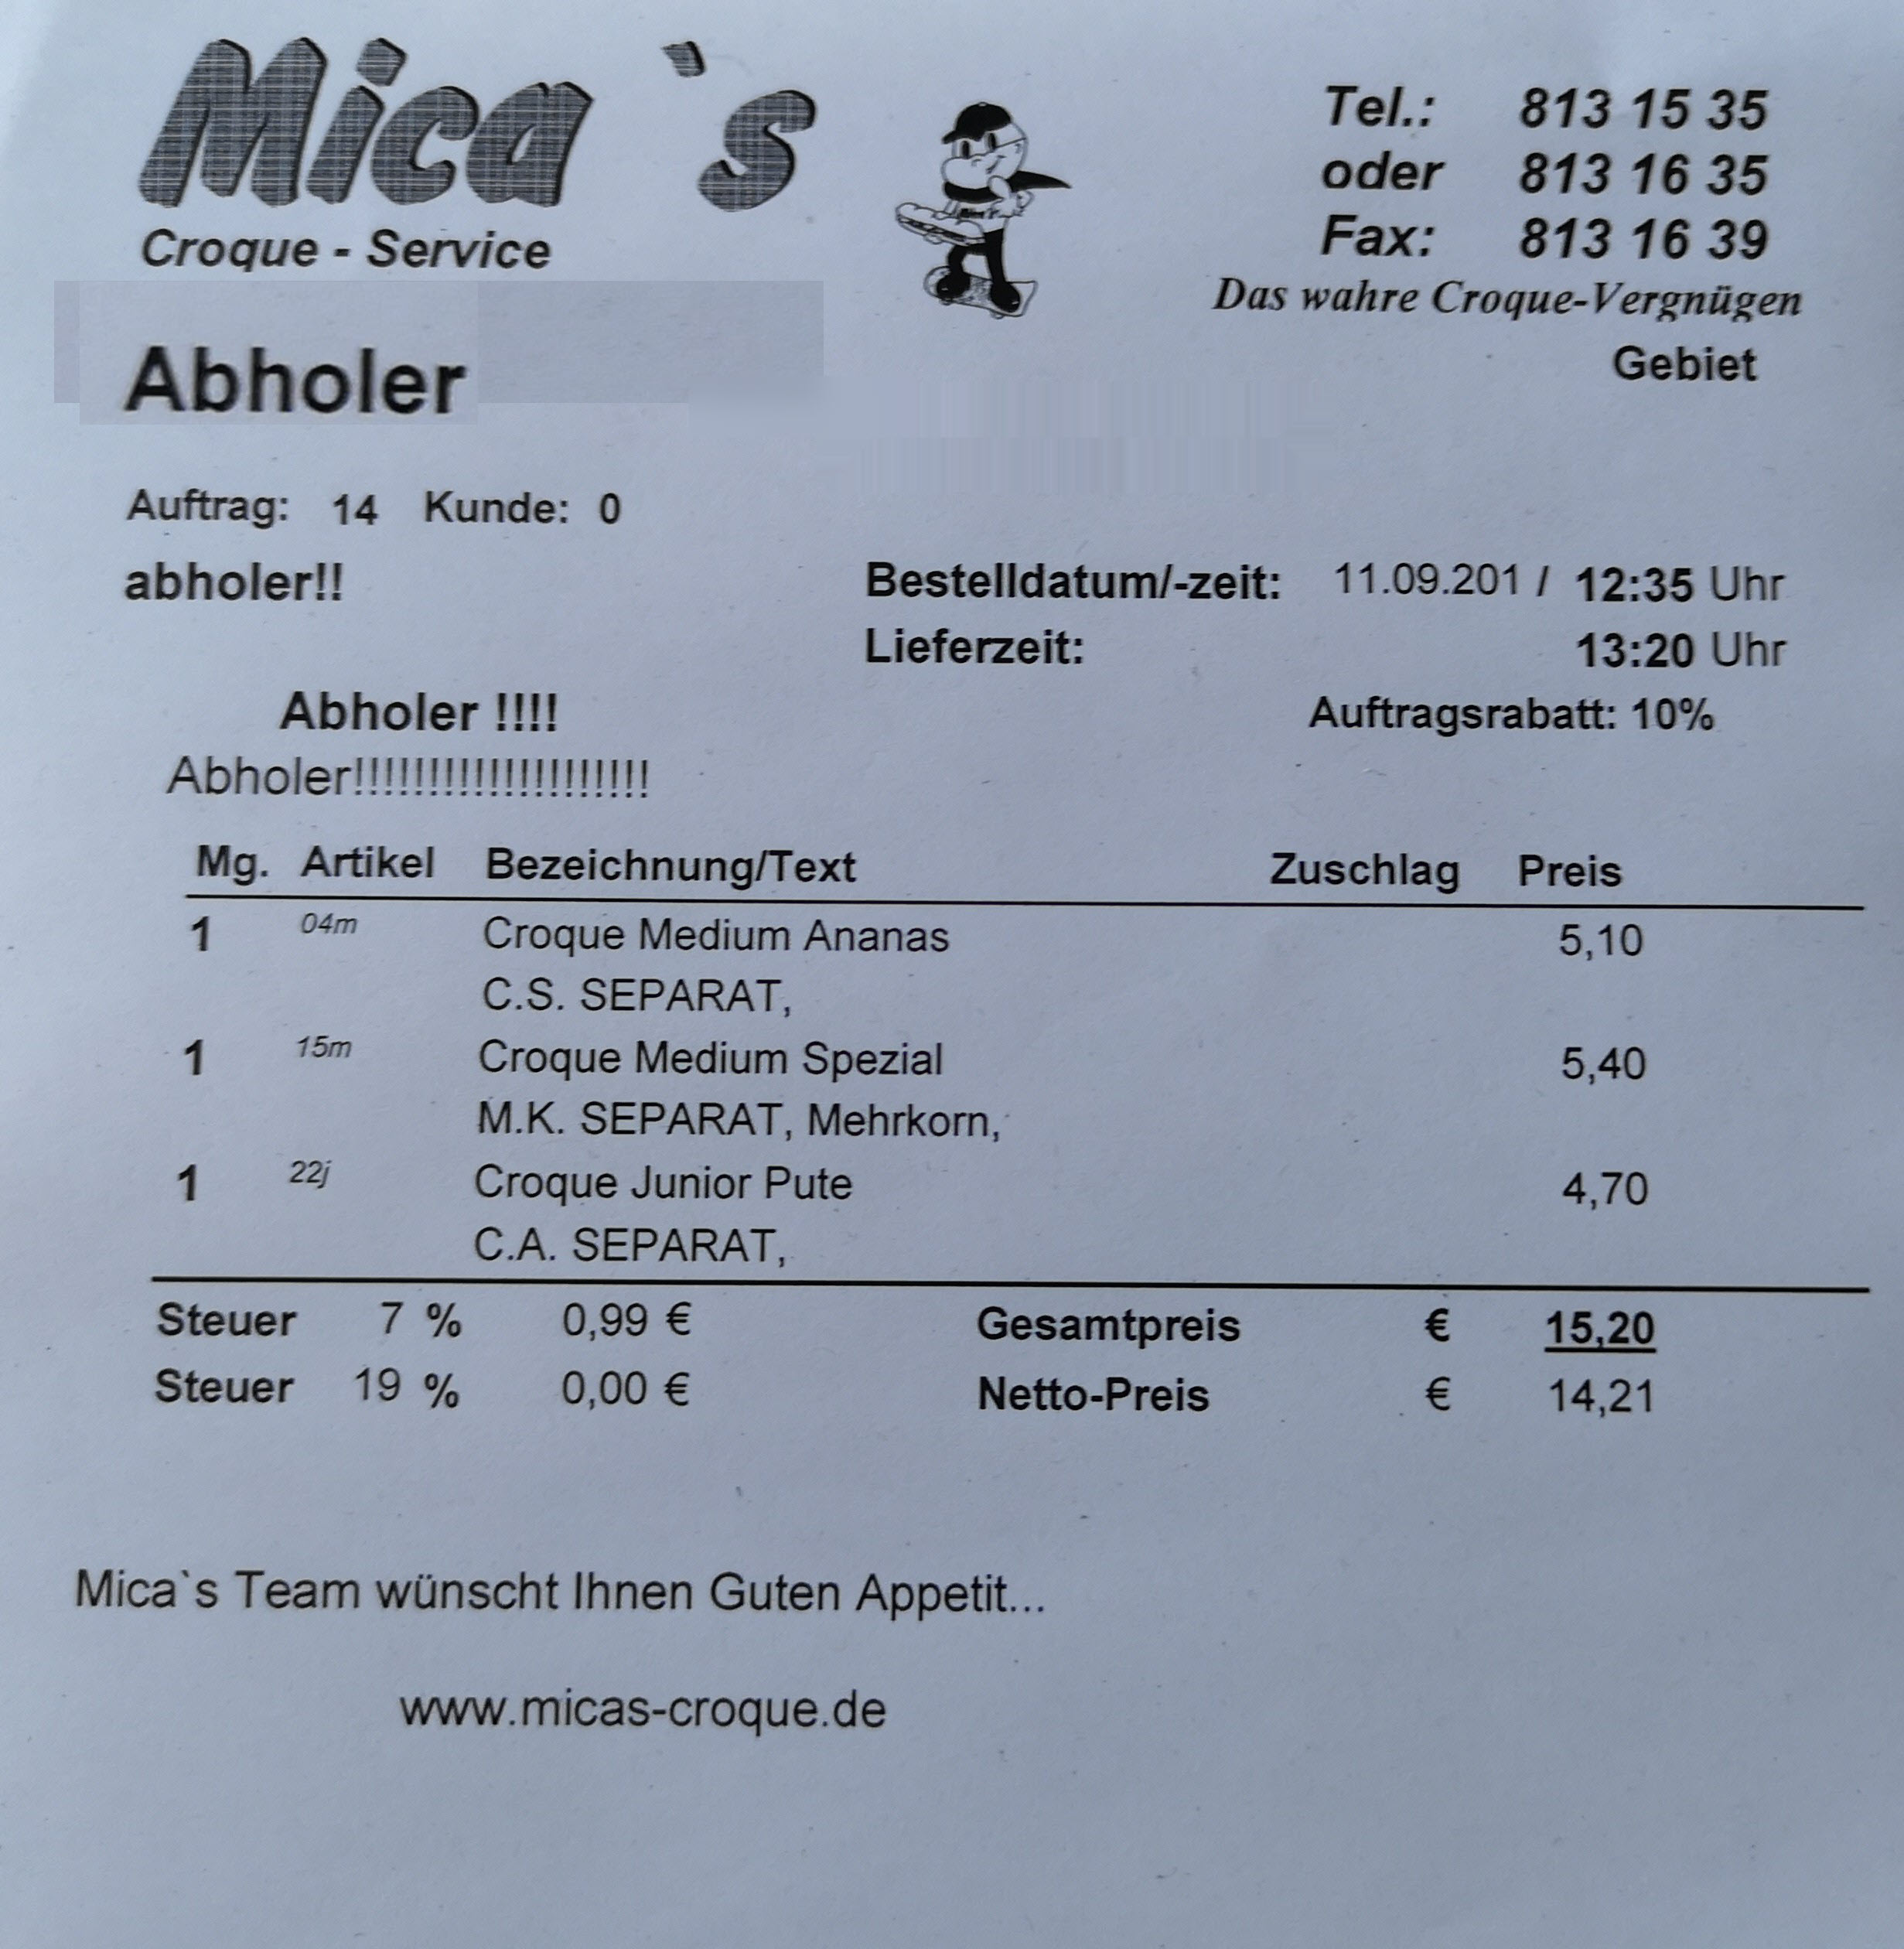 Mica`s
Croque - Service
Tel.: 813 15 35
oder 813 16 35
Fax: 813 16 39
Das wahre Croque-Vergnügen
Gebiet
Abholer
Auftrag: 14 Kunde: 0
abholer!!
Bestelldatum/-zeit: 11.09.201 / 12:35 Uhr
Lieferzeit: 13:20 Uhr
Abholer !!!!
Auftragsrabatt: 10%
Abholer!!!!!!!!!!!!!!!!!!!!
Mg. Artikel Bezeichnung/Text Zuschlag Preis
1 04m Croque Medium Ananas 5,10
C.S. SEPARAT,
1 15m Croque Medium Spezial 5,40
M.K. SEPARAT, Mehrkorn,
1 22j Croque Junior Pute 4,70
C.A. SEPARAT,
Steuer 7 % 0,99 € Gesamtpreis € 15,20
Steuer 19 % 0,00 € Netto-Preis € 14,21
Mica`s Team wünscht Ihnen Guten Appetit...
www.micas-croque.de